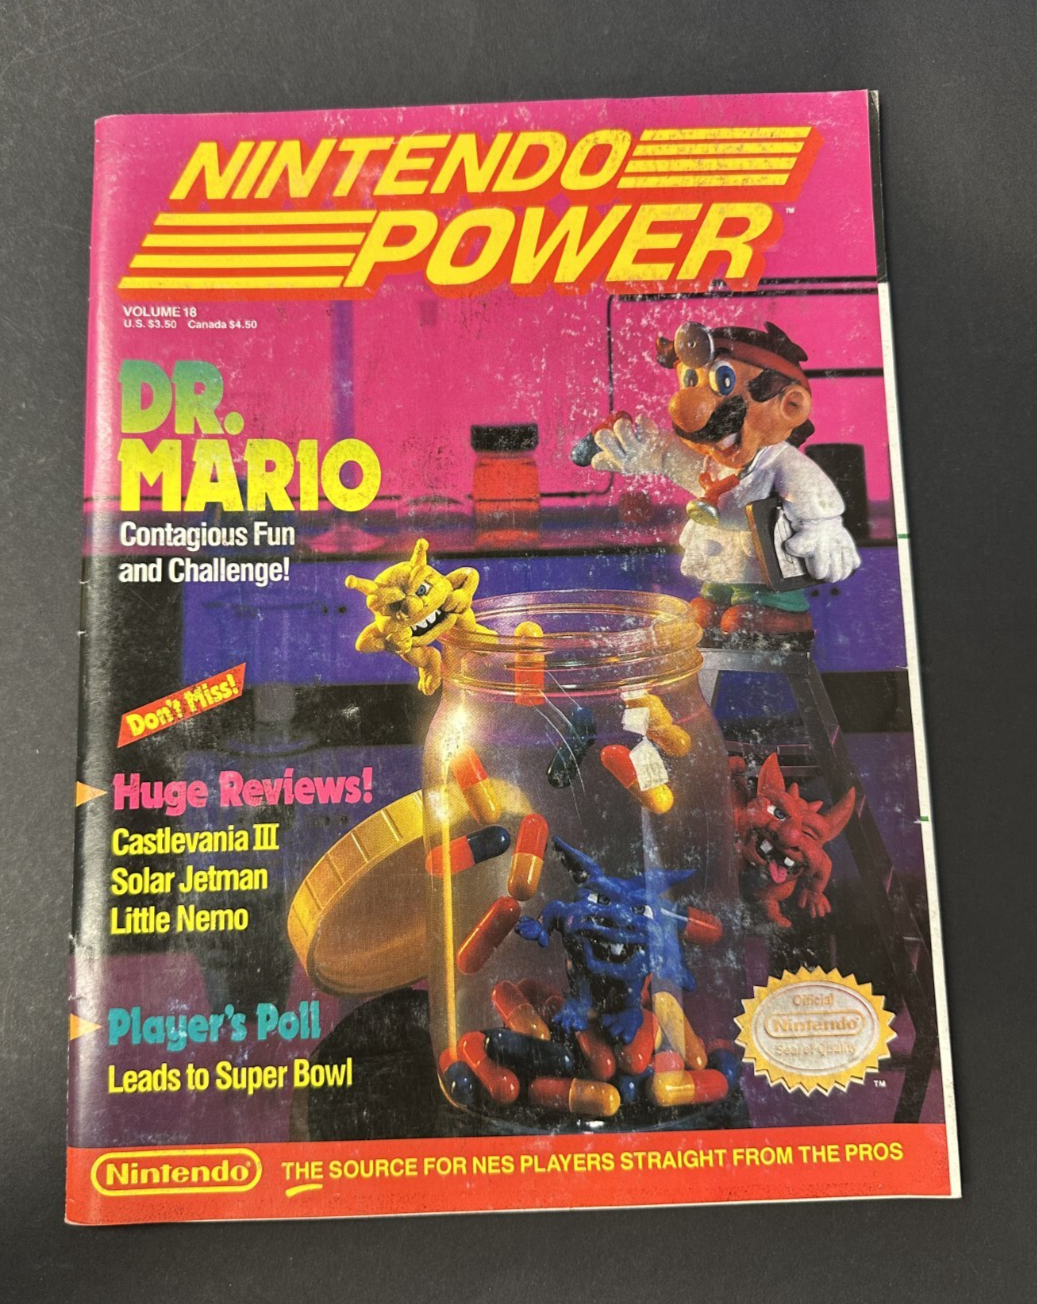 NINTENDO
POWER™
VOLUME 18
U.S. $3.50 Canada $4.50
DR.
MARIO
Contagious Fun
and Challenge!
Don't Miss!
Huge Reviews!
Castlevania III
Solar Jetman
Little Nemo
Player's Poll
Leads to Super Bowl
Official
Nintendo
Seal of Quality
™
Nintendo®
THE SOURCE FOR NES PLAYERS STRAIGHT FROM THE PROS